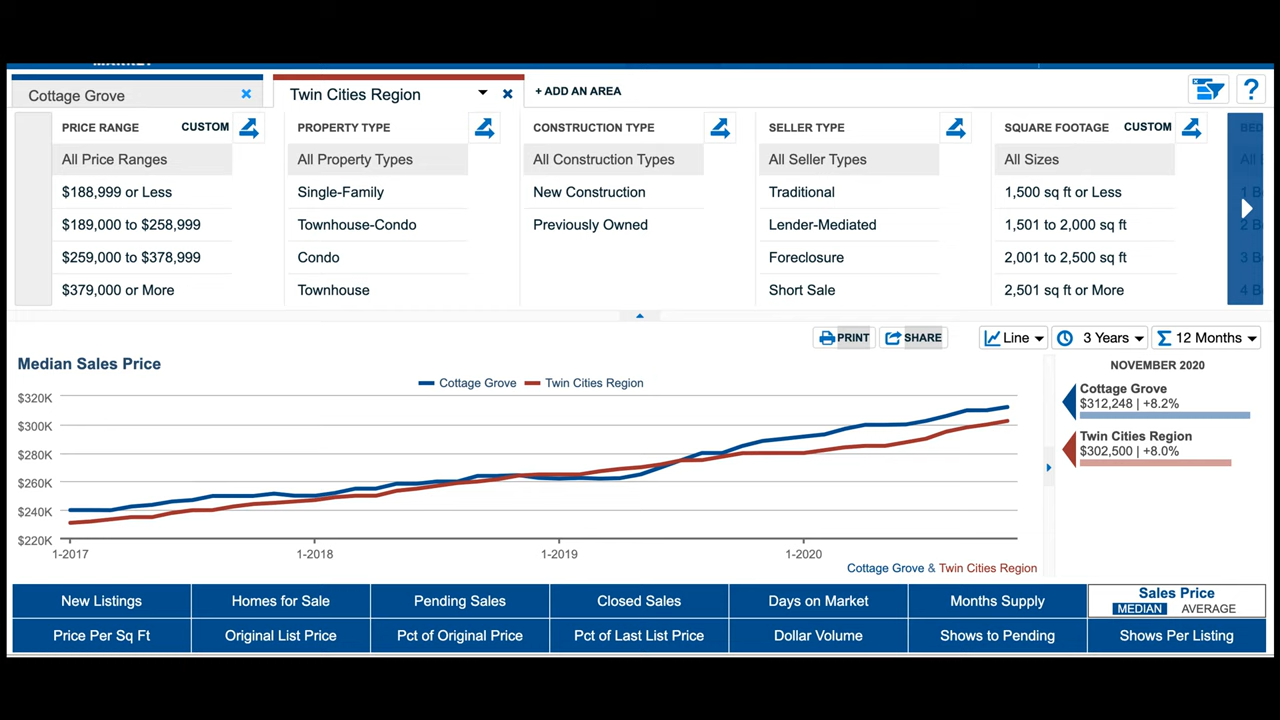 Cottage Grove
Twin Cities Region
+ ADD AN AREA
?
PRICE RANGE CUSTOM
All Price Ranges
$188,999 or Less
$189,000 to $258,999
$259,000 to $378,999
$379,000 or More
PROPERTY TYPE
All Property Types
Single-Family
Townhouse-Condo
Condo
Townhouse
CONSTRUCTION TYPE
All Construction Types
New Construction
Previously Owned
SELLER TYPE
All Seller Types
Traditional
Lender-Mediated
Foreclosure
Short Sale
SQUARE FOOTAGE CUSTOM
All Sizes
1,500 sq ft or Less
1,501 to 2,000 sq ft
2,001 to 2,500 sq ft
2,501 sq ft or More
PRINT SHARE Line 3 Years Σ 12 Months
Median Sales Price
Cottage Grove Twin Cities Region
$320K
$300K
$280K
$260K
$240K
$220K
1-2017 1-2018 1-2019 1-2020
Cottage Grove & Twin Cities Region
NOVEMBER 2020
Cottage Grove
$312,248 | +8.2%
Twin Cities Region
$302,500 | +8.0%
New Listings Homes for Sale Pending Sales Closed Sales Days on Market Months Supply Sales Price
MEDIAN AVERAGE
Price Per Sq Ft Original List Price Pct of Original Price Pct of Last List Price Dollar Volume Shows to Pending Shows Per Listing